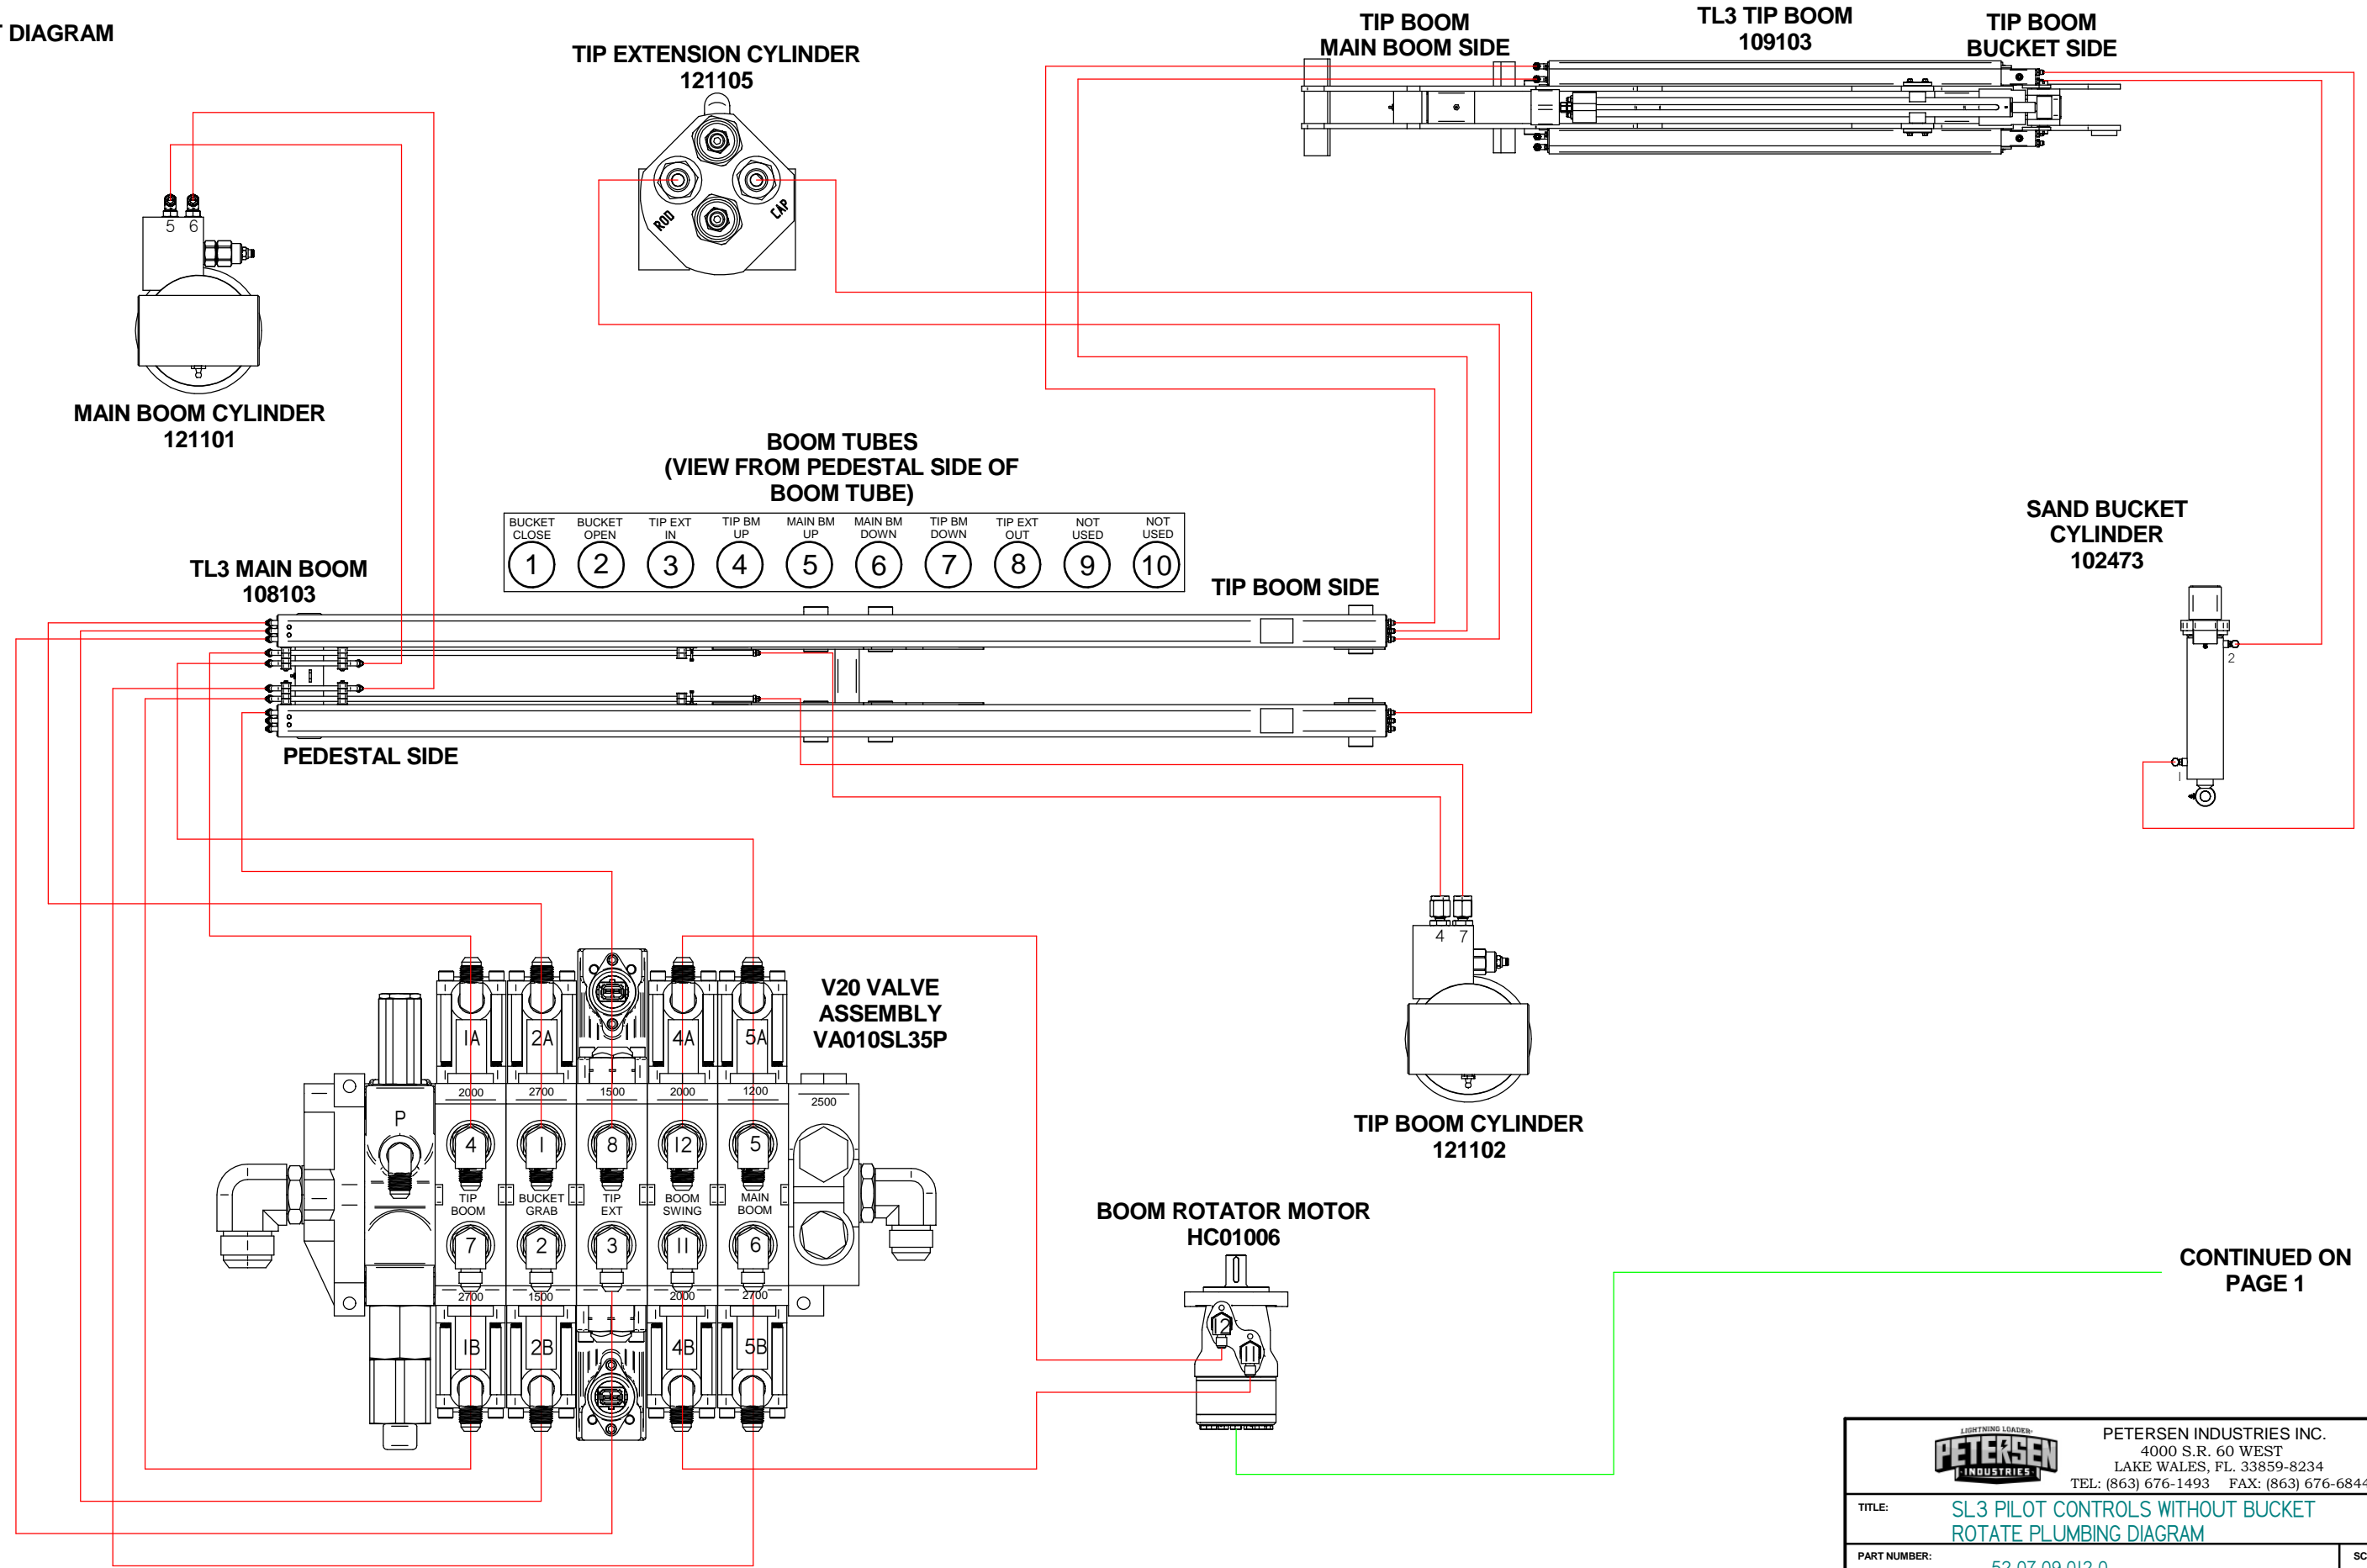 DIAGRAM
TIP EXTENSION CYLINDER
121105
ROD
CAP
TIP BOOM
MAIN BOOM SIDE
TL3 TIP BOOM
109103
TIP BOOM
BUCKET SIDE
5 6
MAIN BOOM CYLINDER
121101
BOOM TUBES
(VIEW FROM PEDESTAL SIDE OF
BOOM TUBE)
BUCKET CLOSE
BUCKET OPEN
TIP EXT IN
TIP BM UP
MAIN BM UP
MAIN BM DOWN
TIP BM DOWN
TIP EXT OUT
NOT USED
NOT USED
1 2 3 4 5 6 7 8 9 10
TL3 MAIN BOOM
108103
TIP BOOM SIDE
PEDESTAL SIDE
SAND BUCKET
CYLINDER
102473
2
1
4 7
TIP BOOM CYLINDER
121102
V20 VALVE
ASSEMBLY
VA010SL35P
1A 2A 4A 5A
2000 2700 1500 2000 1200 2500
P
4 1 8 12 5
TIP BOOM
BUCKET GRAB
TIP EXT
BOOM SWING
MAIN BOOM
7 2 3 11 6
2700 1500 2000 2700
1B 2B 4B 5B
BOOM ROTATOR MOTOR
HC01006
11
CONTINUED ON
PAGE 1
LIGHTNING LOADER
PETERSEN
INDUSTRIES
PETERSEN INDUSTRIES INC.
4000 S.R. 60 WEST
LAKE WALES, FL. 33859-8234
TEL: (863) 676-1493 FAX: (863) 676-6844
TITLE:
SL3 PILOT CONTROLS WITHOUT BUCKET
ROTATE PLUMBING DIAGRAM
PART NUMBER: